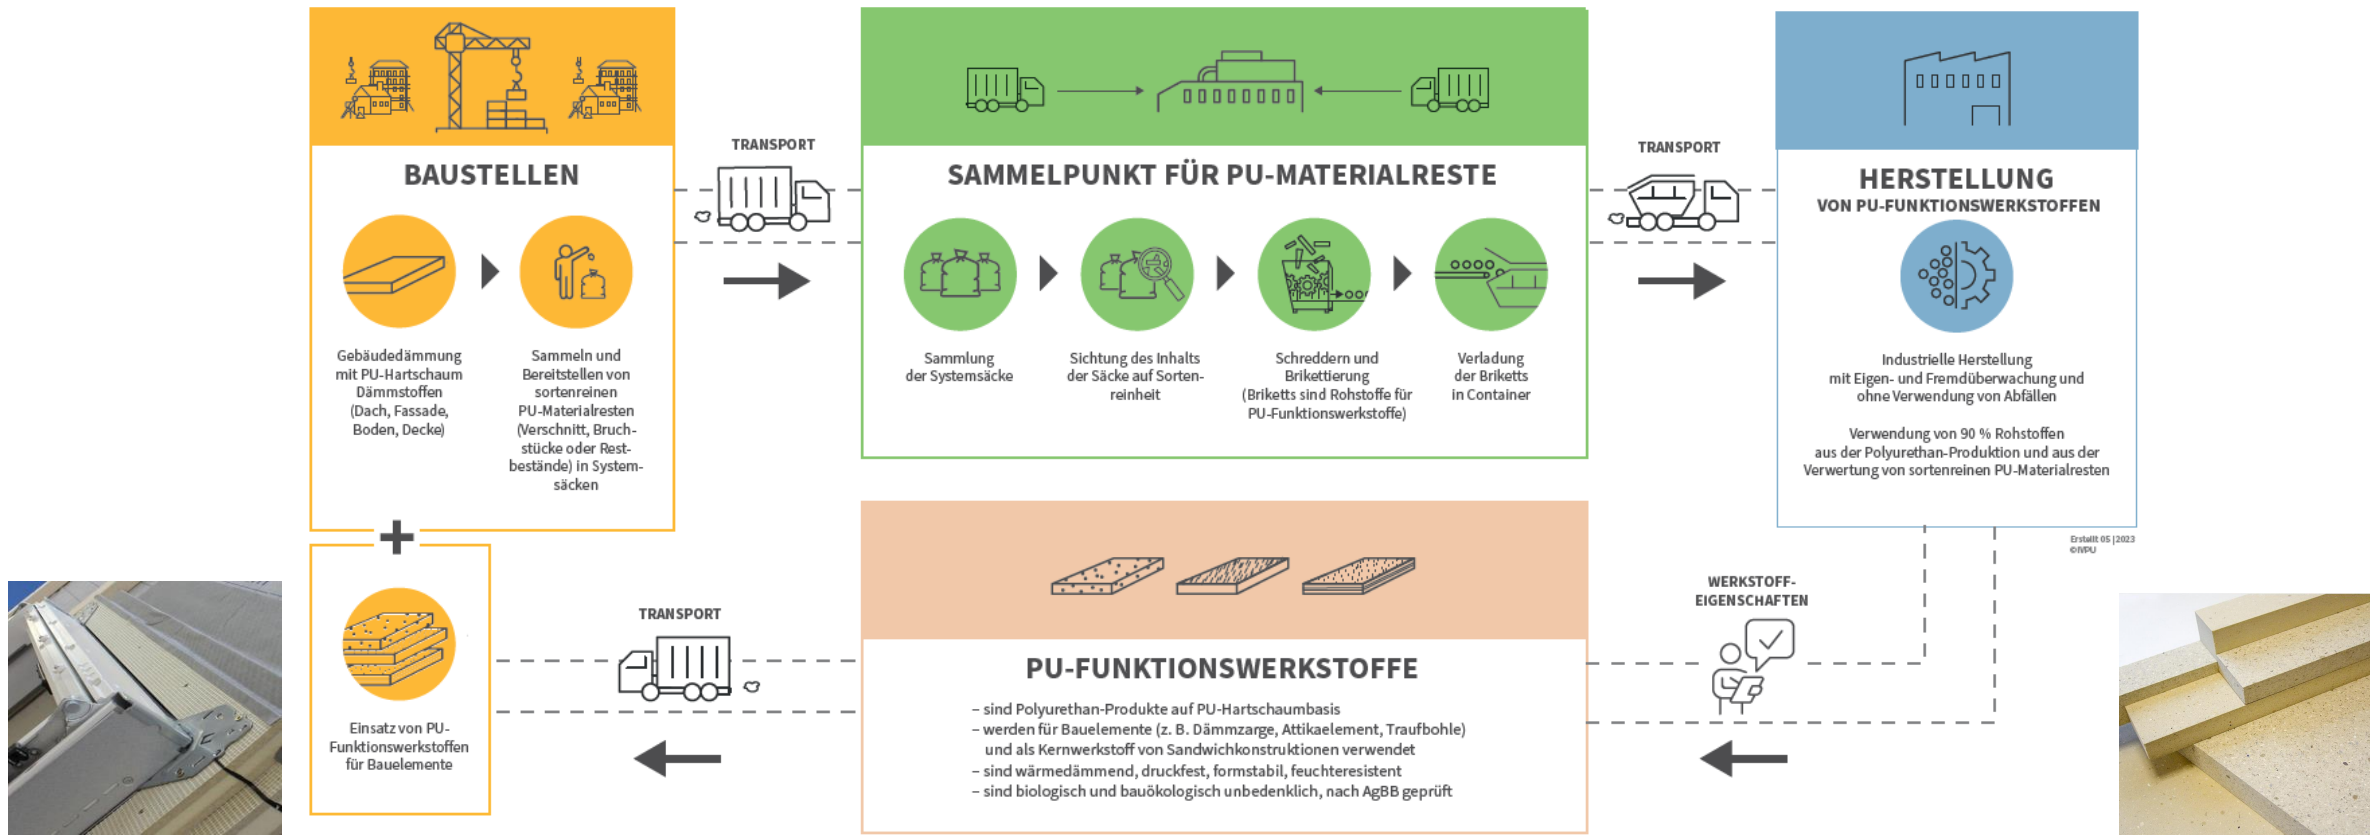 BAUSTELLEN
Gebäudedämmung
mit PU-Hartschaum
Dämmstoffen
(Dach, Fassade,
Boden, Decke)
Sammeln und
Bereitstellen von
sortenreinen
PU-Materialresten
(Verschnitt, Bruch-
stücke oder Rest-
bestände) in System-
säcken
TRANSPORT
SAMMELPUNKT FÜR PU-MATERIALRESTE
Sammlung
der Systemsäcke
Sichtung des Inhalts
der Säcke auf Sorten-
reinheit
Schreddern und
Brikettierung
(Briketts sind Rohstoffe für
PU-Funktionswerkstoffe)
Verladung
der Briketts
in Container
TRANSPORT
HERSTELLUNG
VON PU-FUNKTIONSWERKSTOFFEN
Industrielle Herstellung
mit Eigen- und Fremdüberwachung und
ohne Verwendung von Abfällen
Verwendung von 90 % Rohstoffen
aus der Polyurethan-Produktion und aus der
Verwertung von sortenreinen PU-Materialresten
Erstellt 05 | 2023
©IVPU
WERKSTOFF-
EIGENSCHAFTEN
PU-FUNKTIONSWERKSTOFFE
– sind Polyurethan-Produkte auf PU-Hartschaumbasis
– werden für Bauelemente (z. B. Dämmzarge, Attikaelement, Traufbohle)
und als Kernwerkstoff von Sandwichkonstruktionen verwendet
– sind wärmedämmend, druckfest, formstabil, feuchteresistent
– sind biologisch und bauökologisch unbedenklich, nach AgBB geprüft
TRANSPORT
+
Einsatz von PU-
Funktionswerkstoffen
für Bauelemente